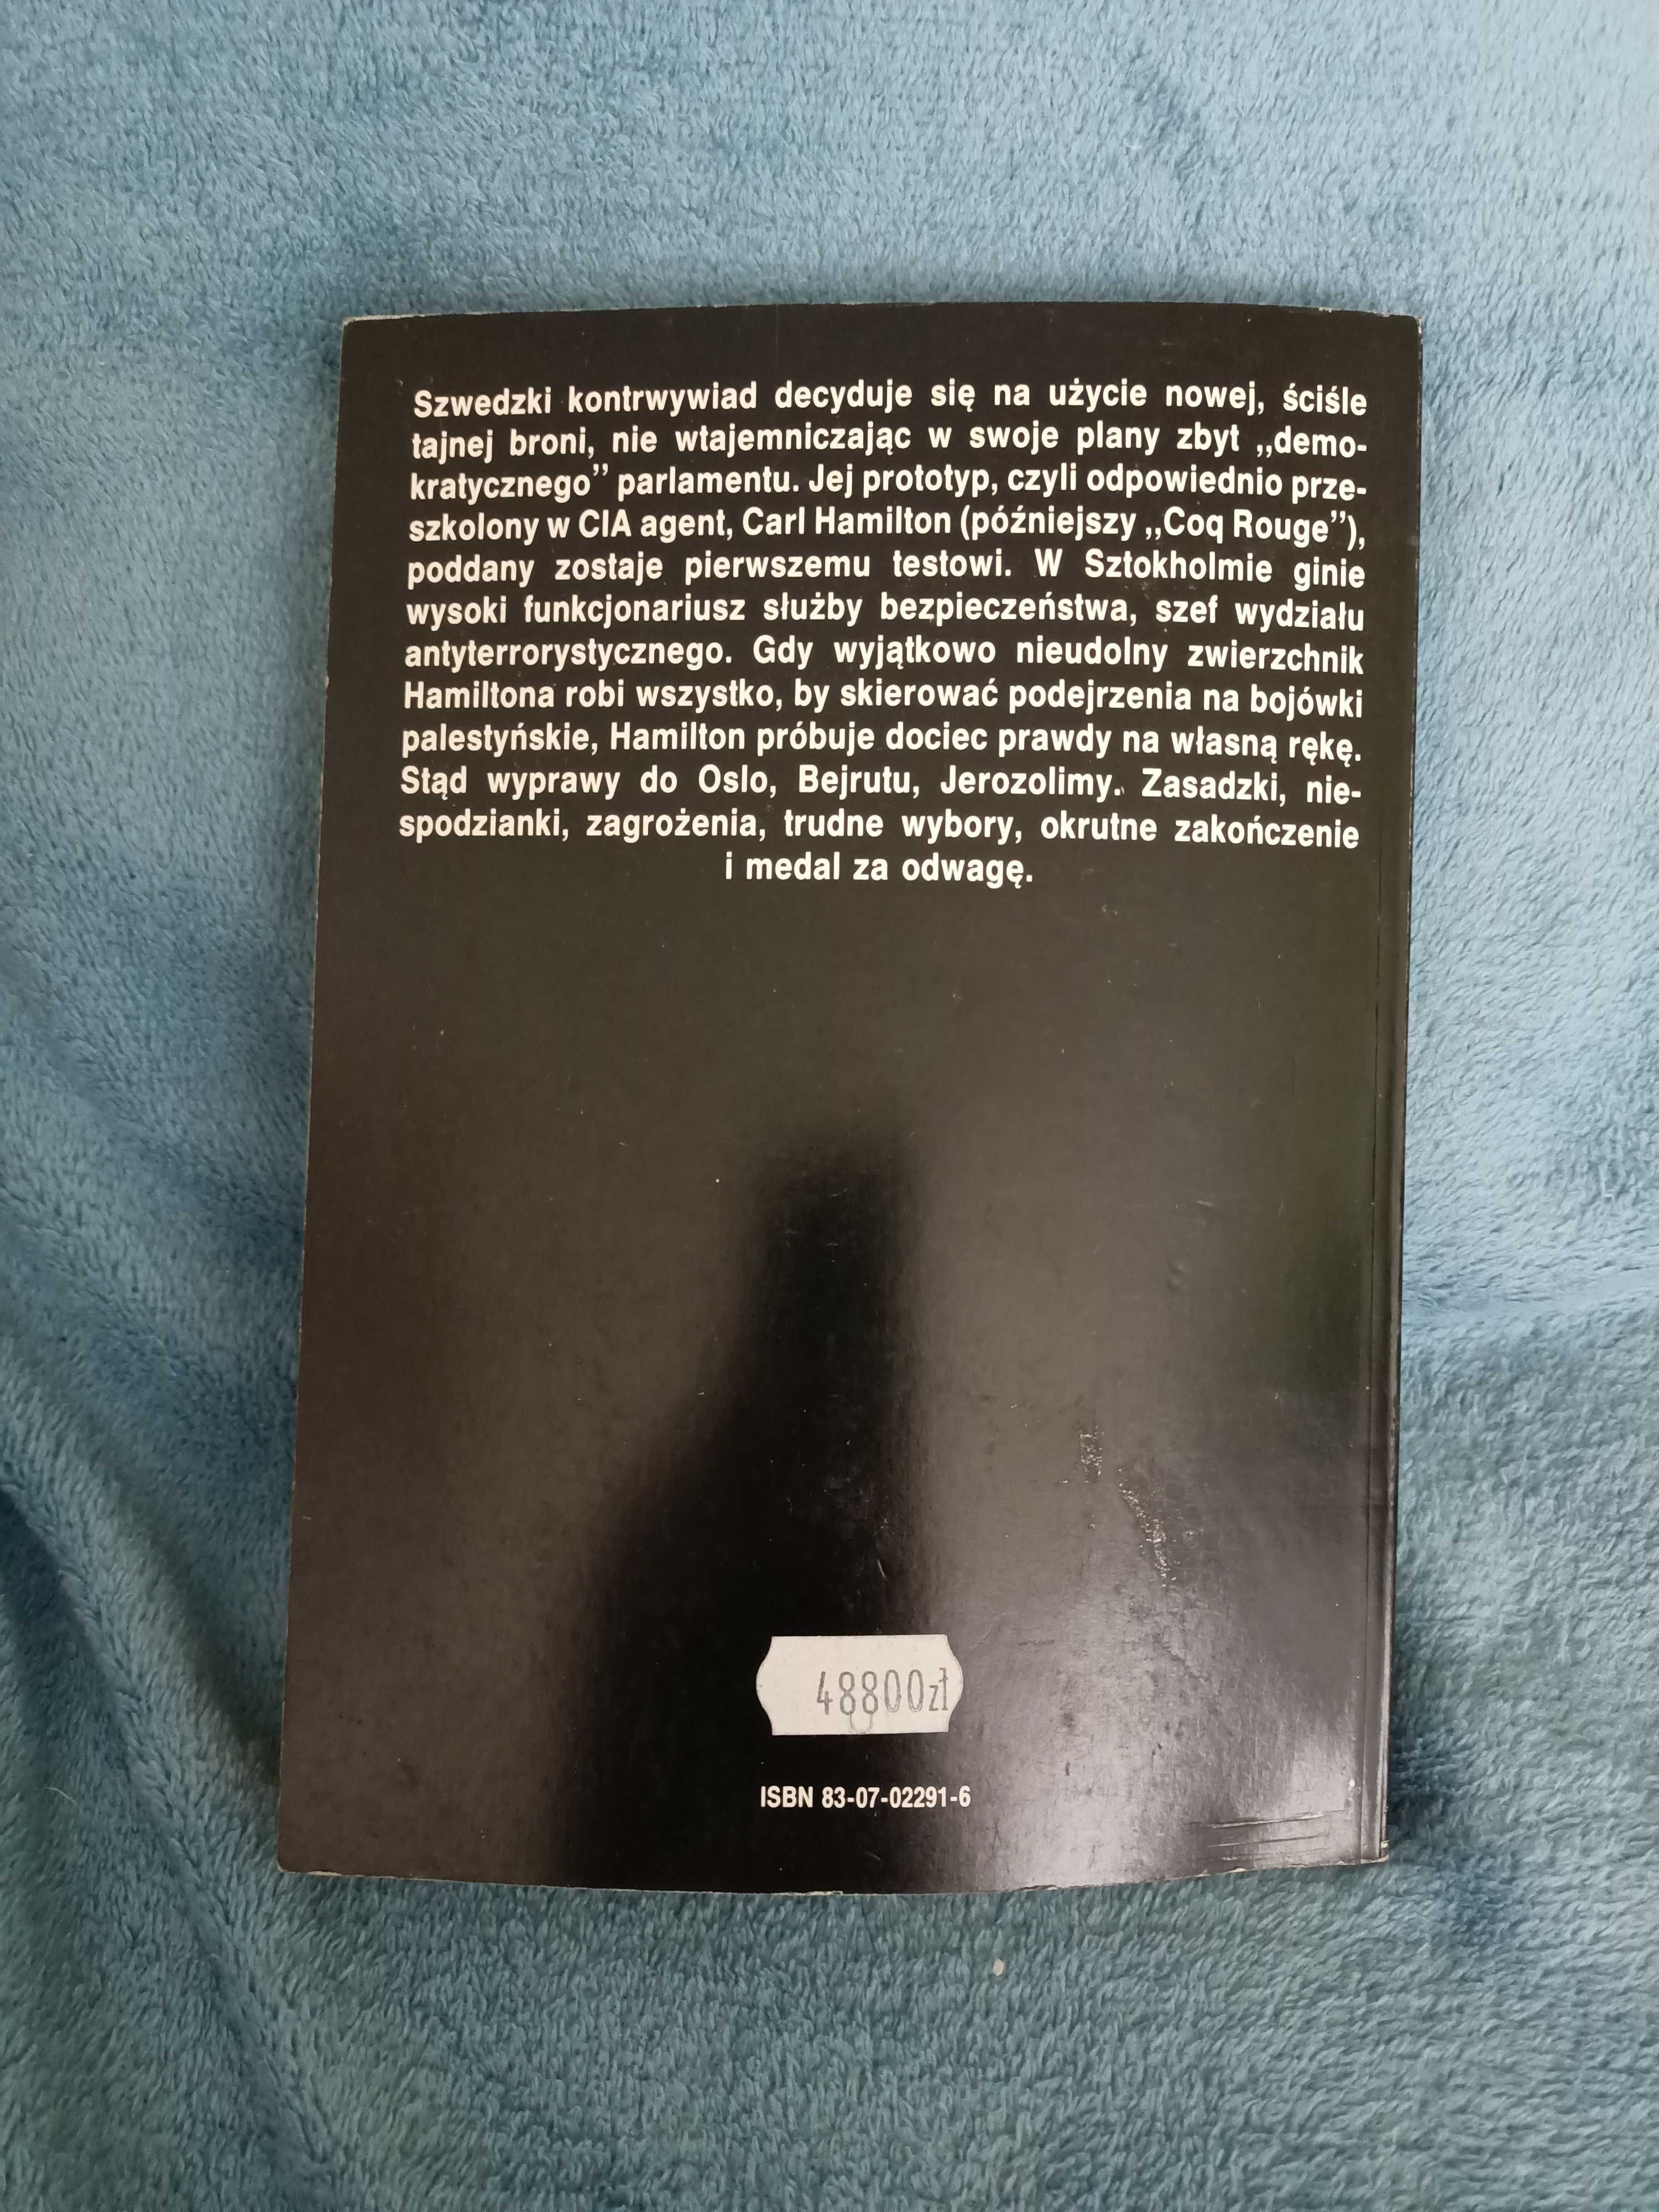 Szwedzki kontrwywiad decyduje się na użycie nowej, ściśle
tajnej broni, nie wtajemniczając w swoje plany zbyt ,,demo-
kratycznego” parlamentu. Jej prototyp, czyli odpowiednio prze-
szkolony w CIA agent, Carl Hamilton (późniejszy ,,Coq Rouge”),
poddany zostaje pierwszemu testowi. W Sztokholmie ginie
wysoki funkcjonariusz służby bezpieczeństwa, szef wydziału
antyterrorystycznego. Gdy wyjątkowo nieudolny zwierzchnik
Hamiltona robi wszystko, by skierować podejrzenia na bojówki
palestyńskie, Hamilton próbuje dociec prawdy na własną rękę.
Stąd wyprawy do Oslo, Bejrutu, Jerozolimy. Zasadzki, nie-
spodzianki, zagrożenia, trudne wybory, okrutne zakończenie
i medal za odwagę.
48800zł
ISBN 83-07-02291-6